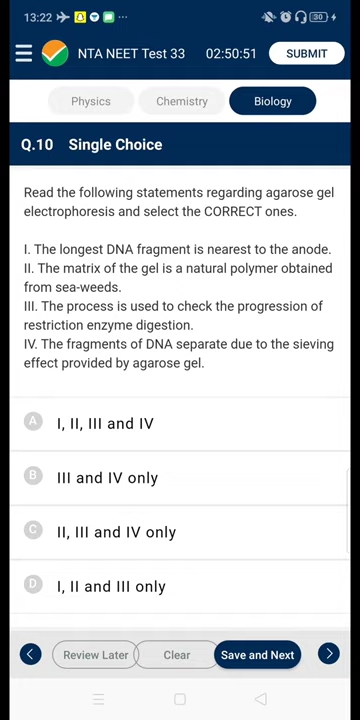 13:22
30
NTA NEET Test 33 02:50:51 SUBMIT
Physics Chemistry Biology
Q.10 Single Choice
Read the following statements regarding agarose gel
electrophoresis and select the CORRECT ones.
I. The longest DNA fragment is nearest to the anode.
II. The matrix of the gel is a natural polymer obtained
from sea-weeds.
III. The process is used to check the progression of
restriction enzyme digestion.
IV. The fragments of DNA separate due to the sieving
effect provided by agarose gel.
A I, II, III and IV
B III and IV only
C II, III and IV only
D I, II and III only
Review Later Clear Save and Next